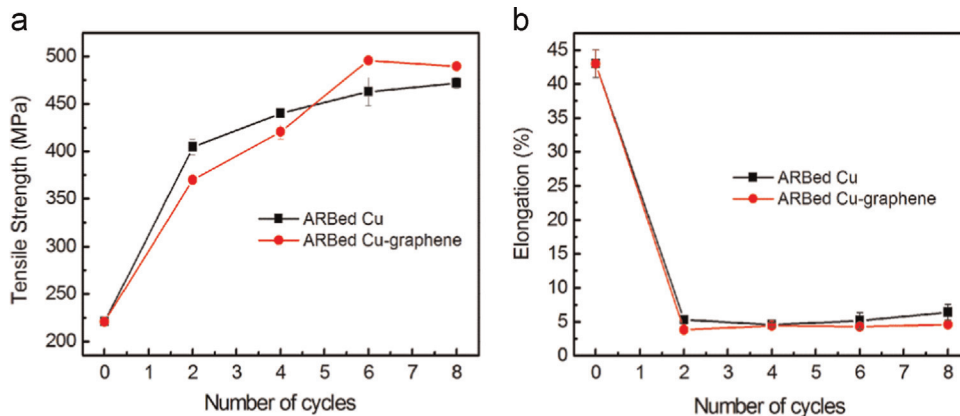 a
Tensile Strength (MPa)
500
450
400
350
300
250
200
ARBed Cu
ARBed Cu-graphene
0 1 2 3 4 5 6 7 8
Number of cycles
b
Elongation (%)
45
40
35
30
25
20
15
10
5
0
ARBed Cu
ARBed Cu-graphene
0 1 2 3 4 5 6 7 8
Number of cycles